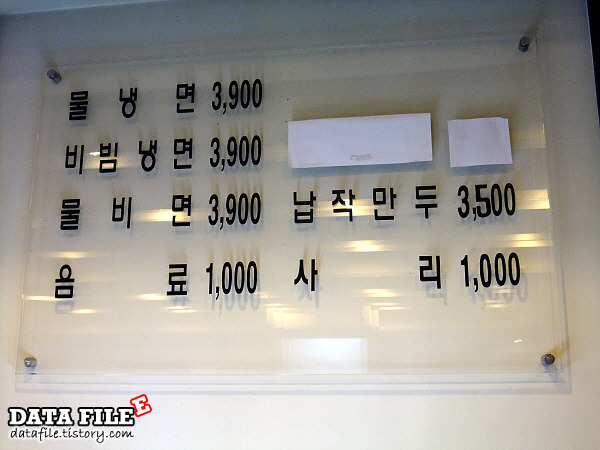 물 냉 면 3,900
비 빔 냉 면 3,900
물 비 면 3,900
납 작 만 두 3,500
음 료 1,000
사 리 1,000
DATA FILE E
datafile.tistory.com